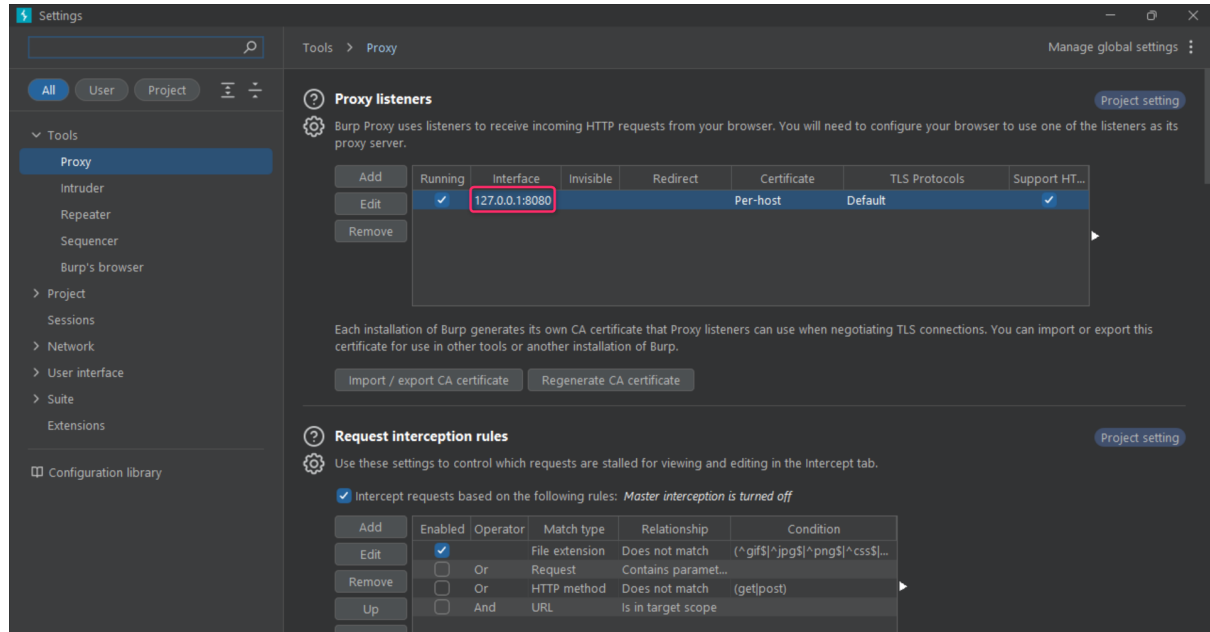 Settings
Tools > Proxy
Manage global settings
All
User
Project
Tools
Proxy
Intruder
Repeater
Sequencer
Burp's browser
Project
Sessions
Network
User interface
Suite
Extensions
Configuration library
Proxy listeners
Project setting
Burp Proxy uses listeners to receive incoming HTTP requests from your browser. You will need to configure your browser to use one of the listeners as its
proxy server.
Add
Edit
Remove
Running Interface Invisible Redirect Certificate TLS Protocols Support HT...
127.0.0.1:8080 Per-host Default
Each installation of Burp generates its own CA certificate that Proxy listeners can use when negotiating TLS connections. You can import or export this
certificate for use in other tools or another installation of Burp.
Import / export CA certificate
Regenerate CA certificate
Request interception rules
Project setting
Use these settings to control which requests are stalled for viewing and editing in the Intercept tab.
Intercept requests based on the following rules: Master interception is turned off
Add
Edit
Remove
Up
Enabled Operator Match type Relationship Condition
File extension Does not match (^gif$|^jpg$|^png$|^css$|...
Or Request Contains paramet...
Or HTTP method Does not match (get|post)
And URL Is in target scope